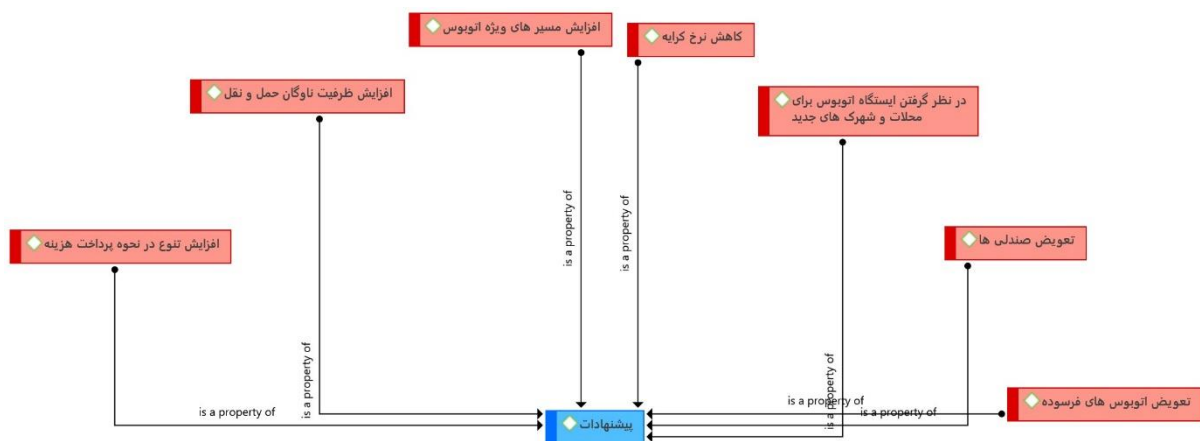 افزایش مسیر های ویژه اتوبوس
کاهش نرخ کرایه
افزایش ظرفیت ناوگان حمل و نقل
در نظر گرفتن ایستگاه اتوبوس برای
محلات و شهرک های جدید
افزایش تنوع در نحوه پرداخت هزینه
تعویض صندلی ها
is a property of
is a property of
is a property of
is a property of
is a property of
is a property of
is a property of
تعویض اتوبوس های فرسوده
پیشنهادات